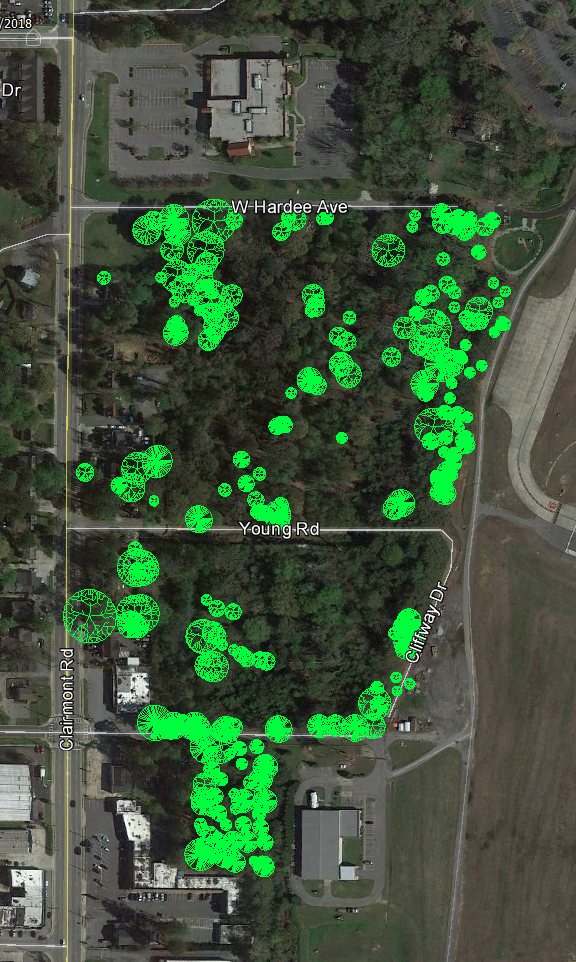 /2018
Dr
W Hardee Ave
Young Rd
Cliffway Dr
Clairmont Rd